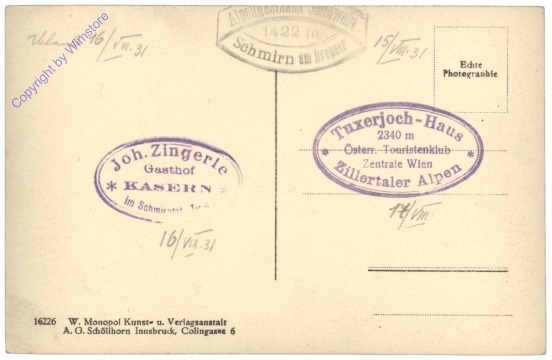 Copyright by Winistore
16/VIII.31
1422 m
Schmirn am Brenner
15/VIII.31
Echte
Photographie
Tuxerjoch-Haus
2340 m
Österr. Touristenklub
Zentrale Wien
* Zillertaler Alpen *
Joh. Zingerle
Gasthof
* KASERN *
Im Schmirntal,
16/VIII.31
17/VIII.
16226 W. Monopol Kunst- u. Verlagsanstalt
A. G. Schöllhorn Innsbruck, Colingasse 6